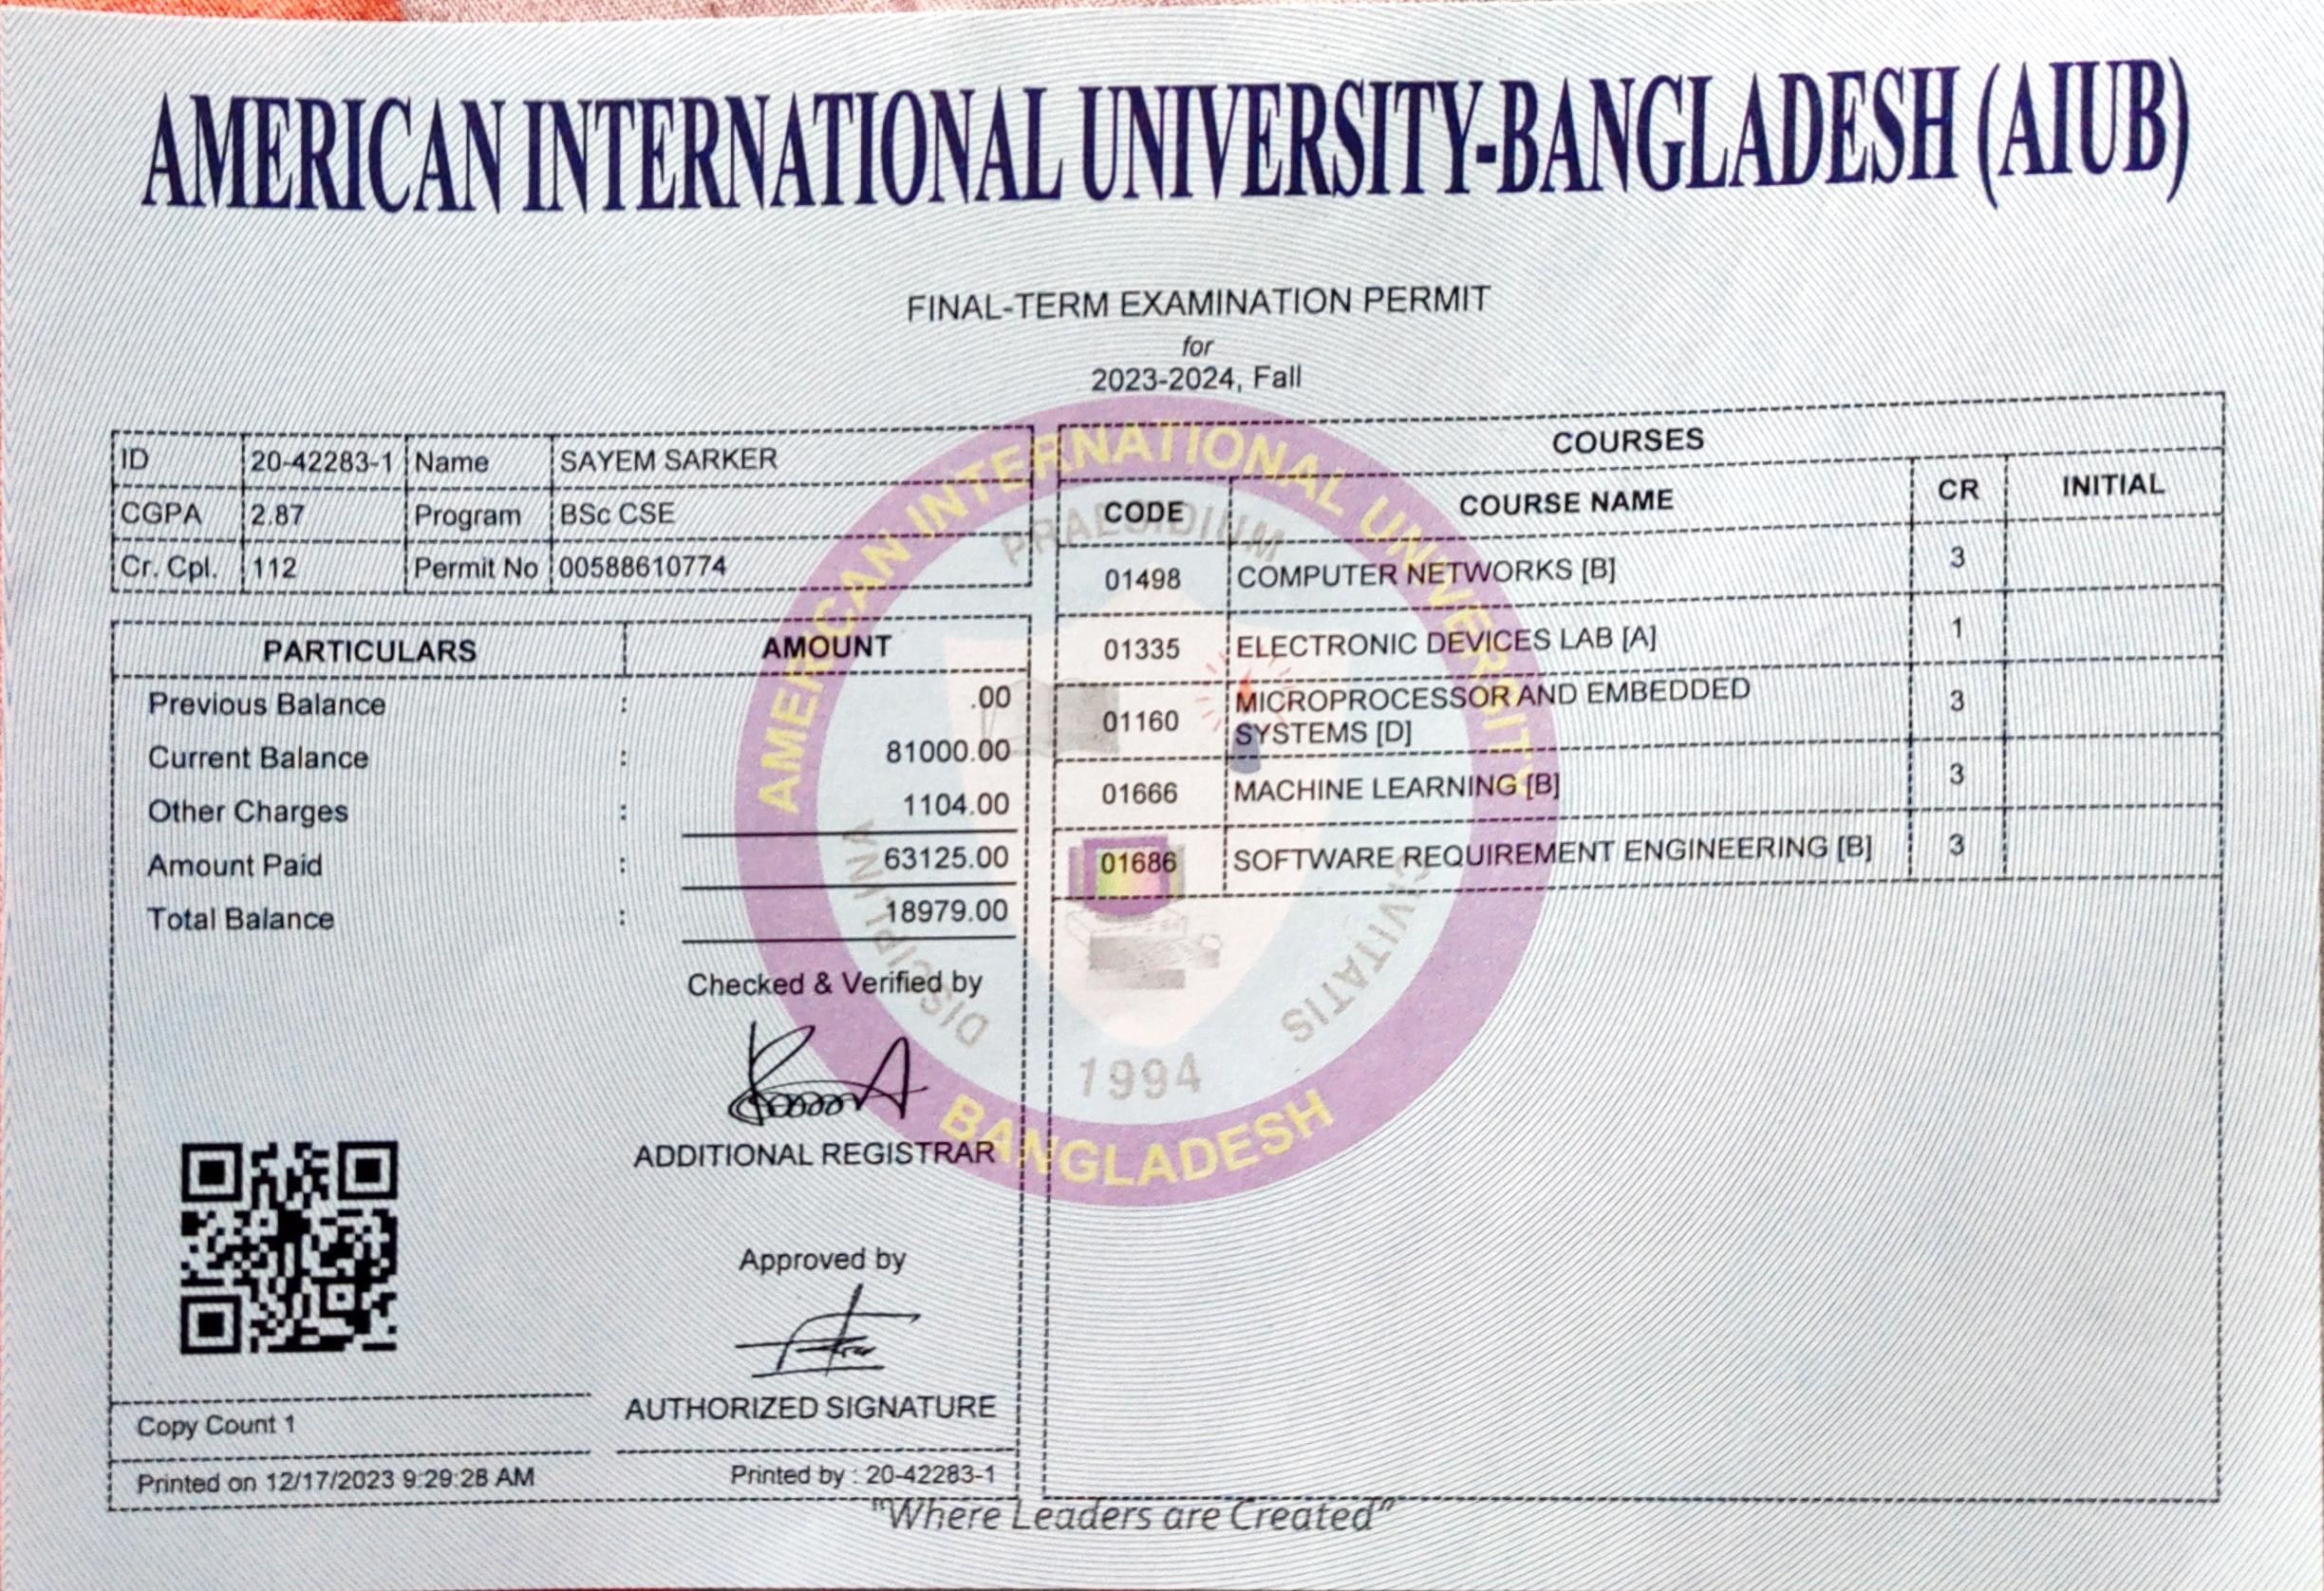 AMERICAN INTERNATIONAL UNIVERSITY-BANGLADESH (AIUB)
FINAL-TERM EXAMINATION PERMIT
for
2023-2024, Fall
ID 20-42283-1 Name SAYEM SARKER
CGPA 2.87 Program BSc CSE
Cr. Cpl. 112 Permit No 00588610774
PARTICULARS AMOUNT
Previous Balance : .00
Current Balance : 81000.00
Other Charges : 1104.00
Amount Paid : 63125.00
Total Balance : 18979.00
Checked & Verified by
ADDITIONAL REGISTRAR
Approved by
AUTHORIZED SIGNATURE
Copy Count 1
Printed on 12/17/2023 9:29:28 AM
Printed by : 20-42283-1
COURSES
CODE COURSE NAME CR INITIAL
01498 COMPUTER NETWORKS [B] 3
01335 ELECTRONIC DEVICES LAB [A] 1
01160 MICROPROCESSOR AND EMBEDDED
SYSTEMS [D] 3
01666 MACHINE LEARNING [B] 3
01686 SOFTWARE REQUIREMENT ENGINEERING [B] 3
AMERICAN INTERNATIONAL UNIVERSITY
PRAESIDIUM
DISCIPLINA
CIVITATIS
1994
BANGLADESH
"Where Leaders are Created"